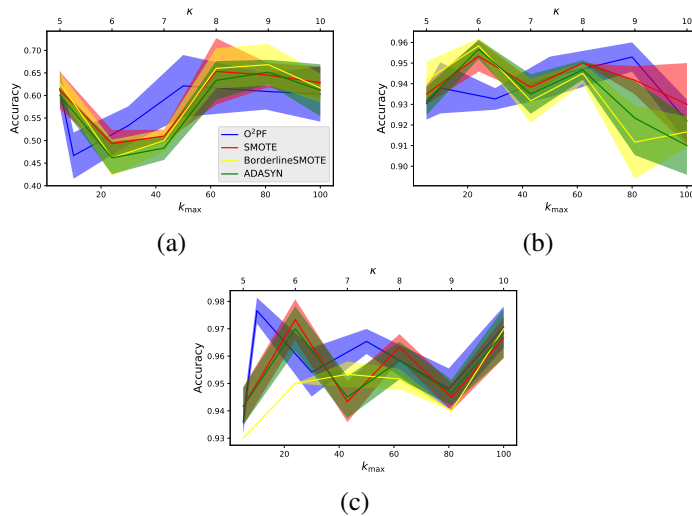 κ
5 6 7 8 9 10
0.70
0.65
0.60
0.55
0.50
0.45
0.40
Accuracy
O²PF
SMOTE
BorderlineSMOTE
ADASYN
20 40 60 80 100
k_max
(a)
κ
5 6 7 8 9 10
0.96
0.95
0.94
0.93
0.92
0.91
0.90
Accuracy
20 40 60 80 100
k_max
(b)
κ
5 6 7 8 9 10
0.98
0.97
0.96
0.95
0.94
0.93
Accuracy
20 40 60 80 100
k_max
(c)